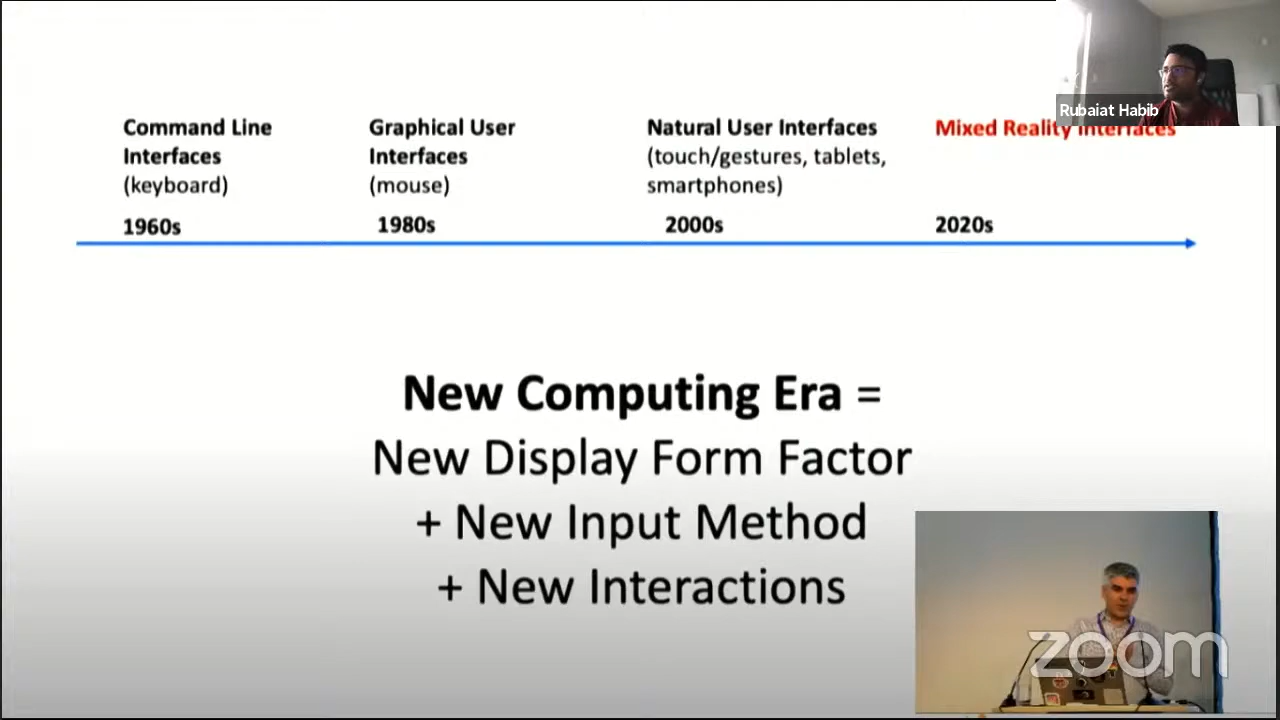 Rubaiat Habib
Command Line
Interfaces
(keyboard)
1960s
Graphical User
Interfaces
(mouse)
1980s
Natural User Interfaces
(touch/gestures, tablets,
smartphones)
2000s
Mixed Reality Interfaces
2020s
New Computing Era =
New Display Form Factor
+ New Input Method
+ New Interactions
zoom